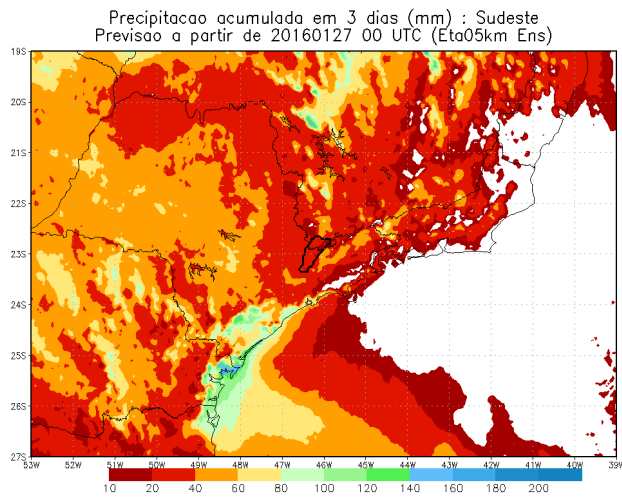 Precipitacao acumulada em 3 dias (mm) : Sudeste
Previsao a partir de 20160127 00 UTC (Eta05km Ens)
19S
20S
21S
22S
23S
24S
25S
26S
27S
53W 52W 51W 50W 49W 48W 47W 46W 45W 44W 43W 42W 41W 40W 39W
10 20 40 60 80 100 120 140 160 180 200